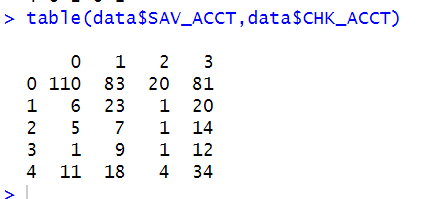 > table(data$SAV_ACCT,data$CHK_ACCT)
0 1 2 3
0 110 83 20 81
1 6 23 1 20
2 5 7 1 14
3 1 9 1 12
4 11 18 4 34
>